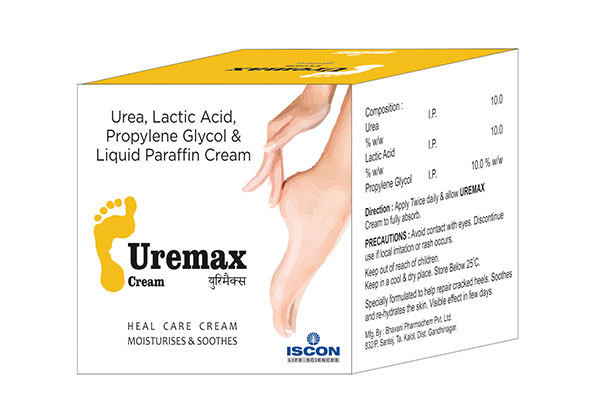 Uremax
Cream
Urea, Lactic Acid,
Propylene Glycol &
Liquid Paraffin Cream
Uremax
Cream युरिमैक्स
HEAL CARE CREAM
MOISTURISES & SOOTHES
ISCON
LIFE SCIENCES
Composition :
Urea I.P. 10.0
% w/w
Lactic Acid I.P. 10.0
% w/w
Propylene Glycol I.P. 10.0 % w/w
Direction : Apply Twice daily & allow UREMAX
Cream to fully absorb.
PRECAUTIONS : Avoid contact with eyes. Discontinue
use if local irritation or rash occurs.
Keep out of reach of children.
Keep in a cool & dry place. Store Below 25°C.
Specially formulated to help repair cracked heels. Soothes
and re-hydrates the skin. Visible effect in few days.
Mfg. By : Bhavani Pharmachem Pvt. Ltd.
832/P, Santej, Ta. Kalol, Dist. Gandhinagar.